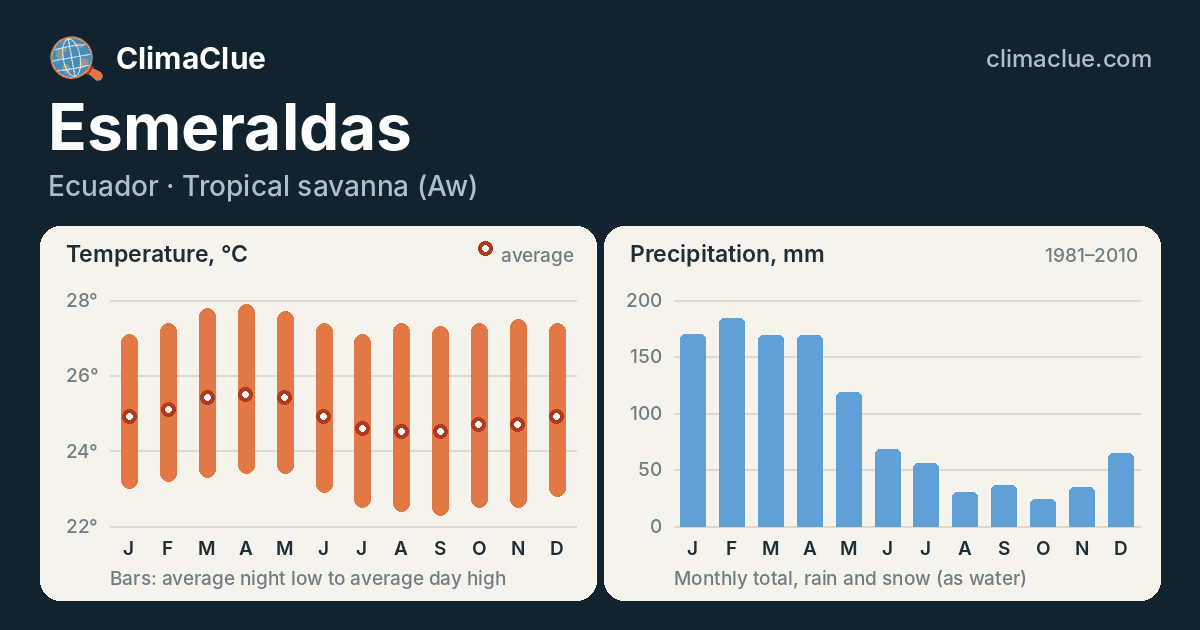 ClimaClue
climaclue.com
Esmeraldas
Ecuador · Tropical savanna (Aw)
Temperature, °C
average
28°
26°
24°
22°
J F M A M J J A S O N D
Bars: average night low to average day high
Precipitation, mm
1981–2010
200
150
100
50
0
J F M A M J J A S O N D
Monthly total, rain and snow (as water)